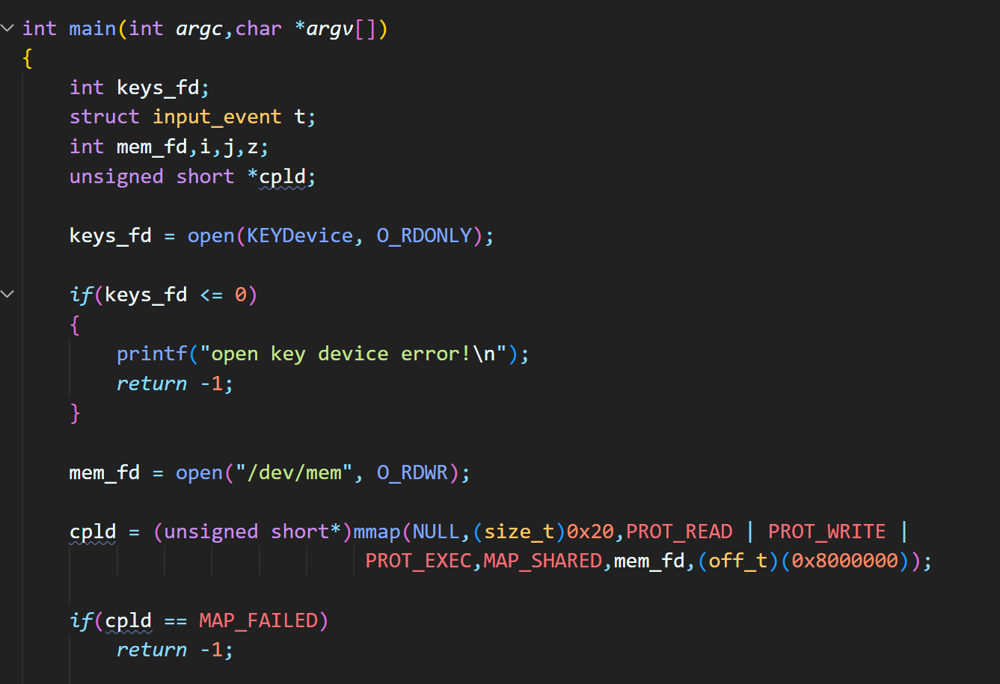 int main(int argc,char *argv[])
{
    int keys_fd;
    struct input_event t;
    int mem_fd,i,j,z;
    unsigned short *cpld;

    keys_fd = open(KEYDevice, O_RDONLY);

    if(keys_fd <= 0)
    {
        printf("open key device error!\n");
        return -1;
    }

    mem_fd = open("/dev/mem", O_RDWR);

    cpld = (unsigned short*)mmap(NULL,(size_t)0x20,PROT_READ | PROT_WRITE |
                         PROT_EXEC,MAP_SHARED,mem_fd,(off_t)(0x8000000));

    if(cpld == MAP_FAILED)
        return -1;